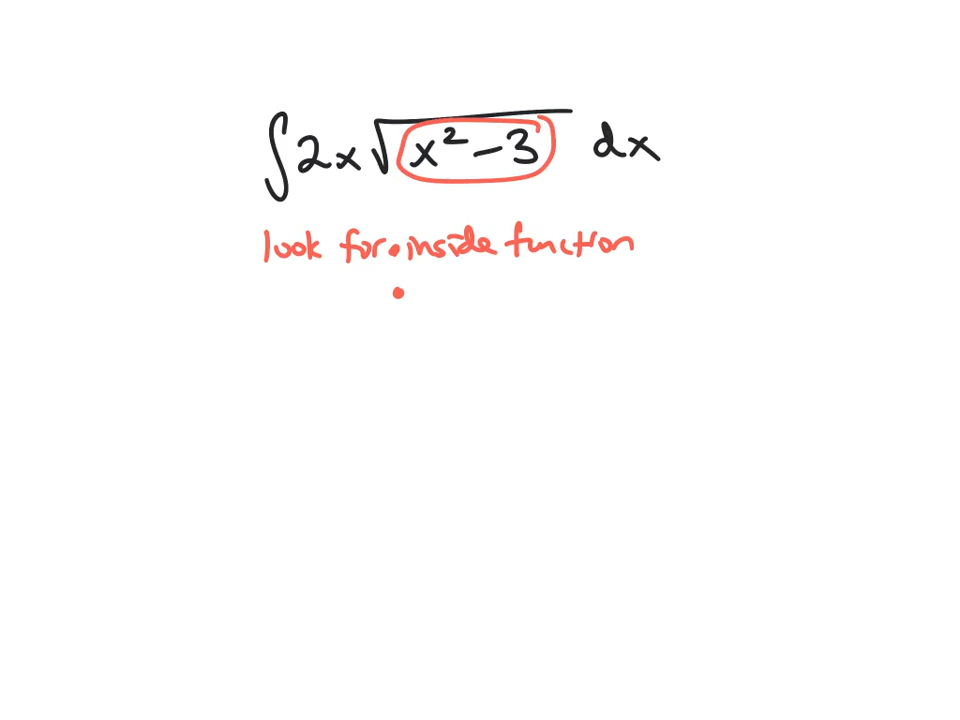 ∫2x√(x²-3) dx
look for • inside function
•